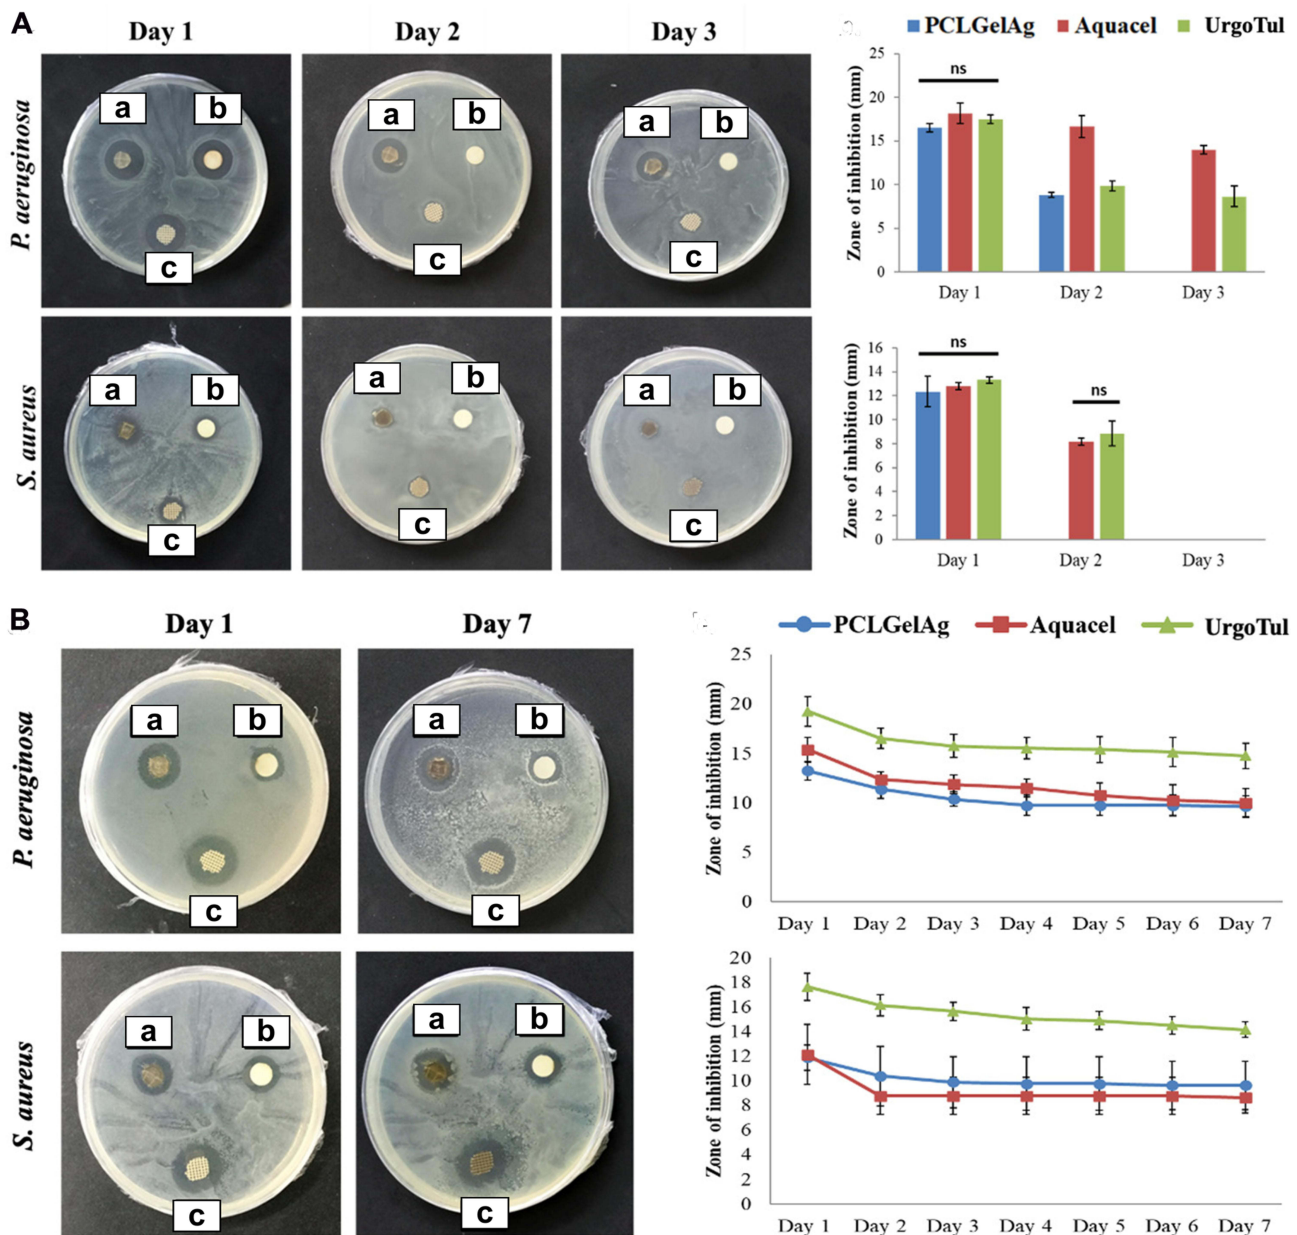 A
Day 1
Day 2
Day 3
P. aeruginosa
a
b
c
a
b
c
a
b
c
S. aureus
a
b
c
a
b
c
a
b
c
PCLGelAg
Aquacel
UrgoTul
Zone of inhibition (mm)
25
20
15
10
5
0
ns
Day 1
Day 2
Day 3
Zone of inhibition (mm)
16
14
12
10
8
6
4
2
0
ns
ns
Day 1
Day 2
Day 3
B
Day 1
Day 7
P. aeruginosa
a
b
c
a
b
c
S. aureus
a
b
c
a
b
c
PCLGelAg
Aquacel
UrgoTul
Zone of inhibition (mm)
25
20
15
10
5
0
Day 1 Day 2 Day 3 Day 4 Day 5 Day 6 Day 7
Zone of inhibition (mm)
20
18
16
14
12
10
8
6
4
2
0
Day 1 Day 2 Day 3 Day 4 Day 5 Day 6 Day 7